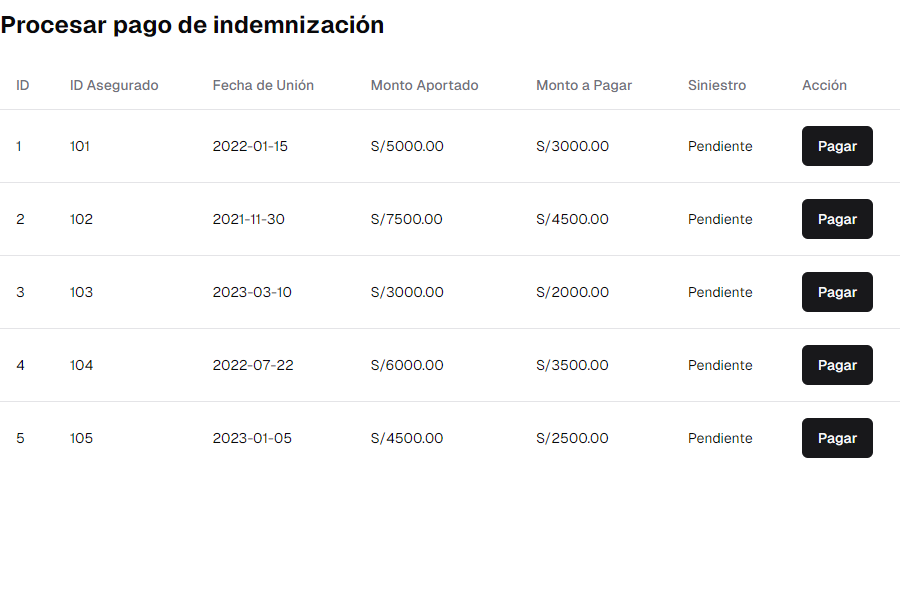 Procesar pago de indemnización
ID ID Asegurado Fecha de Unión Monto Aportado Monto a Pagar Siniestro Acción
1 101 2022-01-15 S/5000.00 S/3000.00 Pendiente Pagar
2 102 2021-11-30 S/7500.00 S/4500.00 Pendiente Pagar
3 103 2023-03-10 S/3000.00 S/2000.00 Pendiente Pagar
4 104 2022-07-22 S/6000.00 S/3500.00 Pendiente Pagar
5 105 2023-01-05 S/4500.00 S/2500.00 Pendiente Pagar